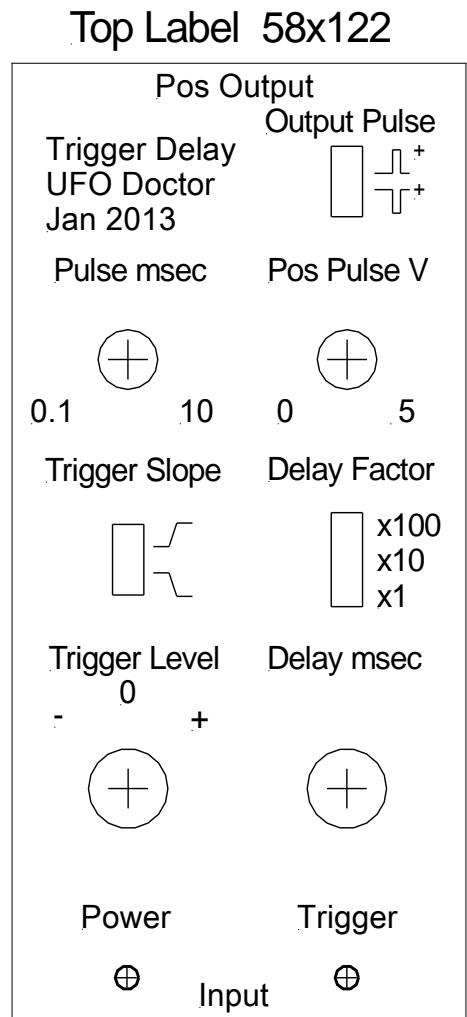 Top Label 58x122
Pos Output
Output Pulse
+
+
Trigger Delay
UFO Doctor
Jan 2013
Pulse msec
Pos Pulse V
0.1
10
0
5
Trigger Slope
Delay Factor
x100
x10
x1
Trigger Level
Delay msec
0
-
+
Power
Trigger
Input